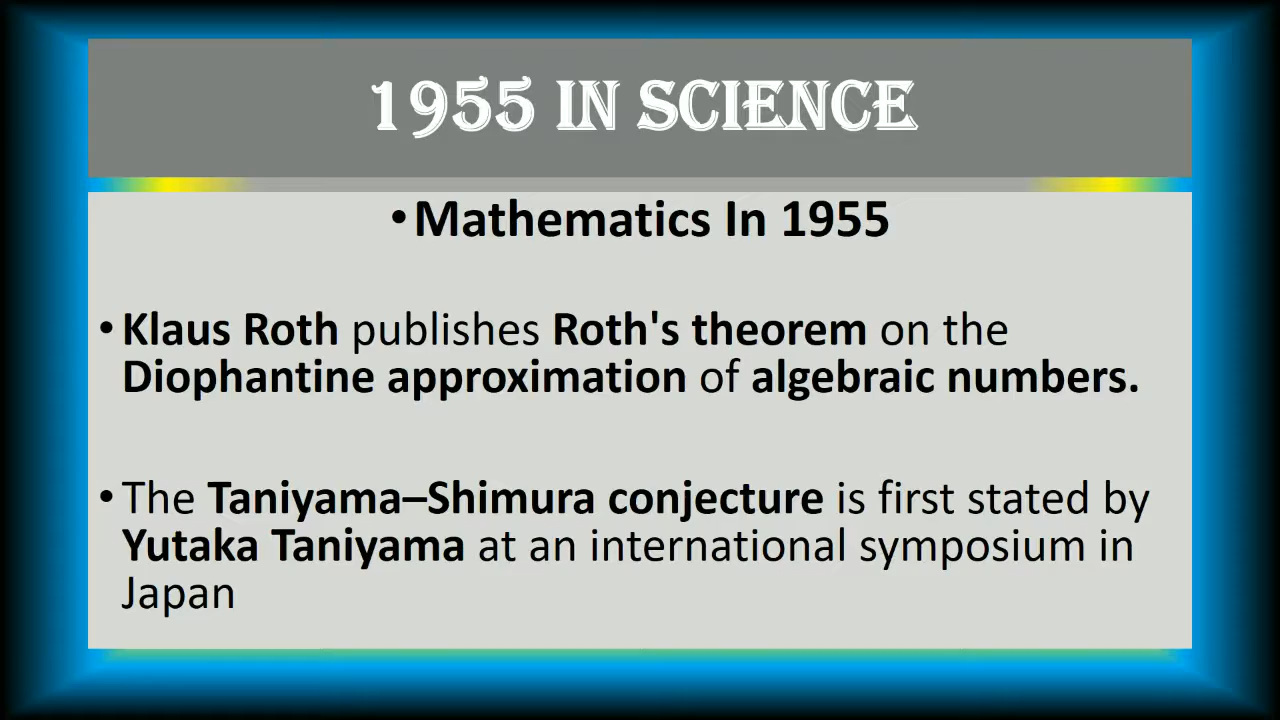 1955 IN SCIENCE
•Mathematics In 1955
• Klaus Roth publishes Roth's theorem on the
Diophantine approximation of algebraic numbers.
• The Taniyama–Shimura conjecture is first stated by
Yutaka Taniyama at an international symposium in
Japan